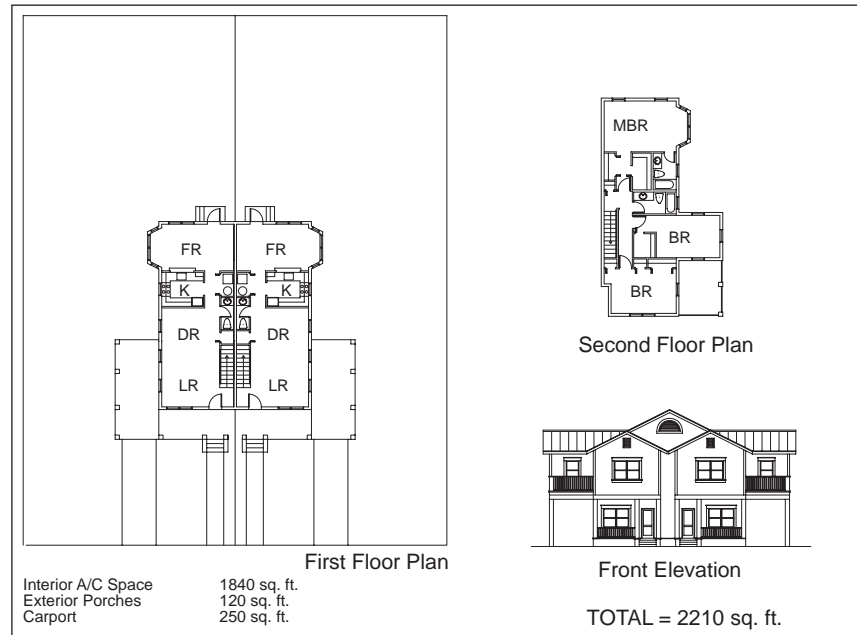 FR FR
K K
DR DR
LR LR
First Floor Plan
Interior A/C Space 1840 sq. ft.
Exterior Porches 120 sq. ft.
Carport 250 sq. ft.
MBR
BR
BR
Second Floor Plan
Front Elevation
TOTAL = 2210 sq. ft.